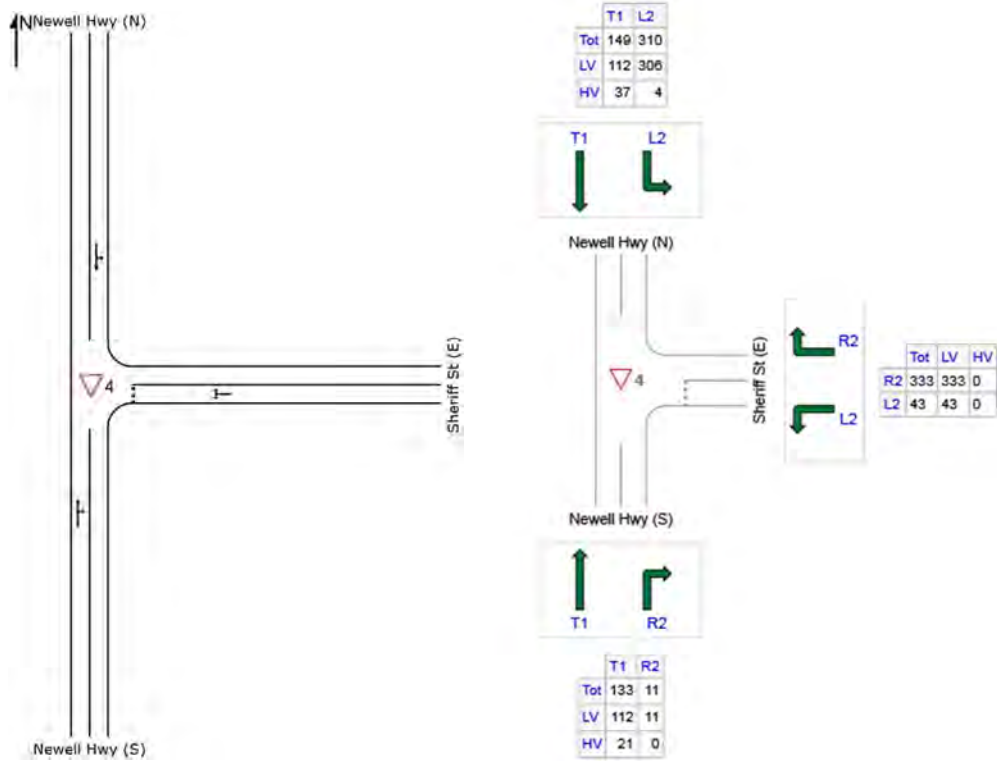 N Newell Hwy (N)
4
Sheriff St (E)
Newell Hwy (S)
T1 L2
Tot 149 310
LV 112 306
HV 37 4
T1 L2
Newell Hwy (N)
4
Sheriff St (E)
R2
L2
Tot LV HV
R2 333 333 0
L2 43 43 0
Newell Hwy (S)
T1 R2
T1 R2
Tot 133 11
LV 112 11
HV 21 0